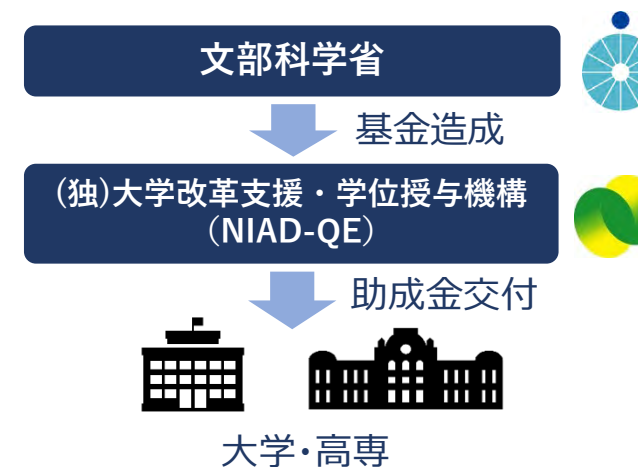 文部科学省
基金造成
(独)大学改革支援・学位授与機構
(NIAD-QE)
助成金交付
大学・高専